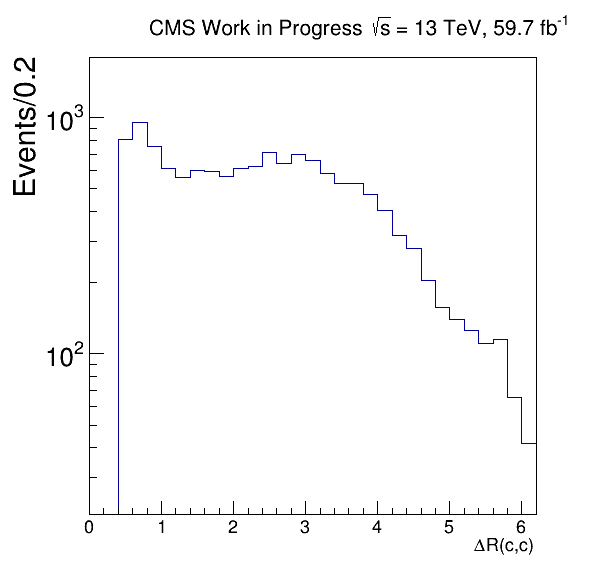 CMS Work in Progress √s = 13 TeV, 59.7 fb⁻¹
Events/0.2
10³
10²
0 1 2 3 4 5 6
ΔR(c,c)